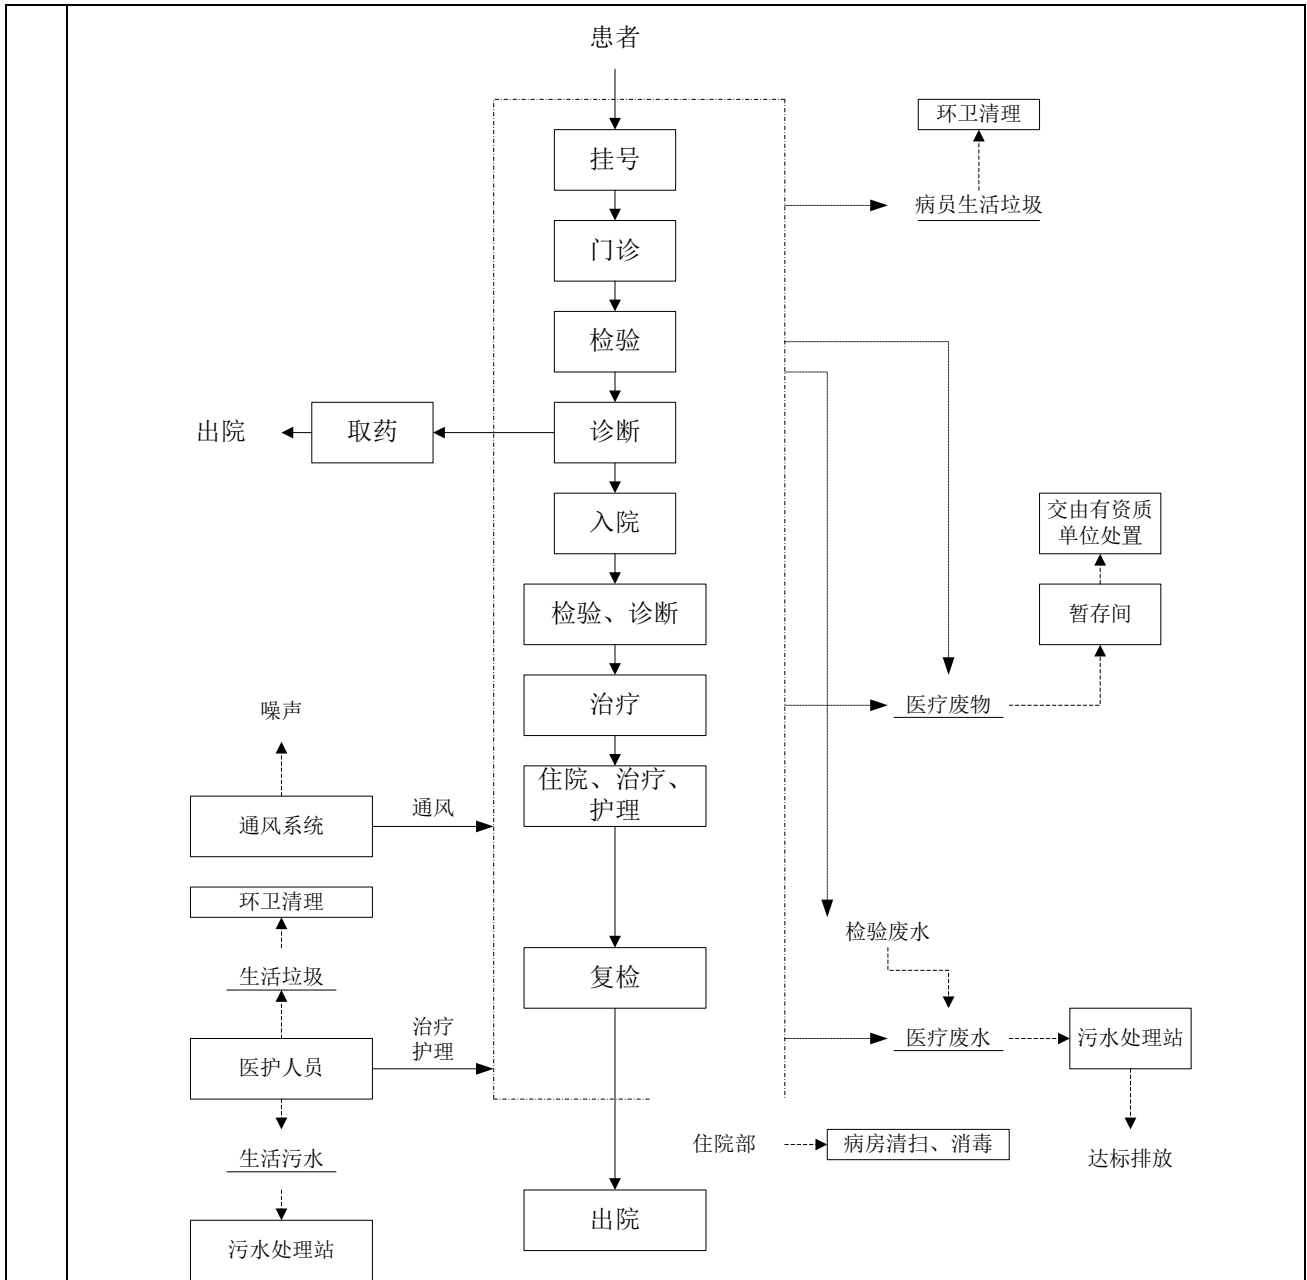 患者
环卫清理
挂号
病员生活垃圾
门诊
检验
出院
取药
诊断
交由有资质
单位处置
入院
检验、诊断
暂存间
治疗
医疗废物
噪声
住院、治疗、
护理
通风
通风系统
环卫清理
检验废水
生活垃圾
复检
治疗
护理
医疗废水
污水处理站
医护人员
住院部
病房清扫、消毒
生活污水
达标排放
出院
污水处理站